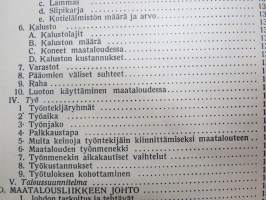 c. Lammas
d. Siipikarja
e. Kotieläimistön määrä ja arvo
6. Kalusto
A. Kalustolajit
B. Kaluston määrä
C. Koneet maataloudessa
D. Kaluston kustannukset
7. Varastot
8. Pääomien väliset suhteet
9. Raha
10. Luoton käyttäminen maataloudessa
IV. Työ
1. Työntekijäryhmät
2. Työaika
3. Työnjako
4. Palkkaustapa
5. Muita keinoja työntekijäin kiinnittämiseksi maatalouteen
6. Maatalouden työnmenekki
7. Työnmenekin aikakautiset vaihtelut
8. Työkustannukset
9. Työtuloksen kohottaminen
V. Taloussuunnitelma
D. MAATALOUSLIIKKEEN JOHTO
1. Johdon tarkoitus ja tehtävät